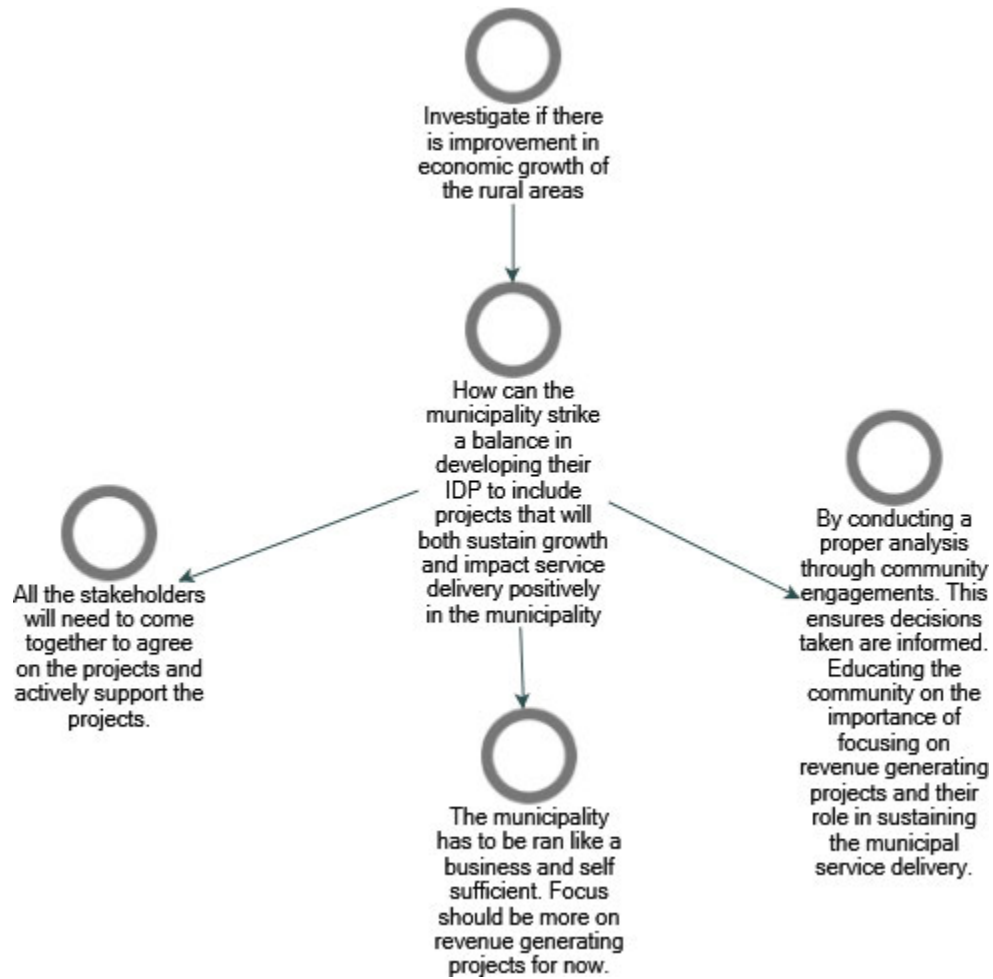 Investigate if there
is improvement in
economic growth of
the rural areas
How can the
municipality strike
a balance in
developing their
IDP to include
projects that will
both sustain growth
and impact service
delivery positively
in the municipality
All the stakeholders
will need to come
together to agree
on the projects and
actively support the
projects.
The municipality
has to be ran like a
business and self
sufficient. Focus
should be more on
revenue generating
projects for now.
By conducting a
proper analysis
through community
engagements. This
ensures decisions
taken are informed.
Educating the
community on the
importance of
focusing on
revenue generating
projects and their
role in sustaining
the municipal
service delivery.